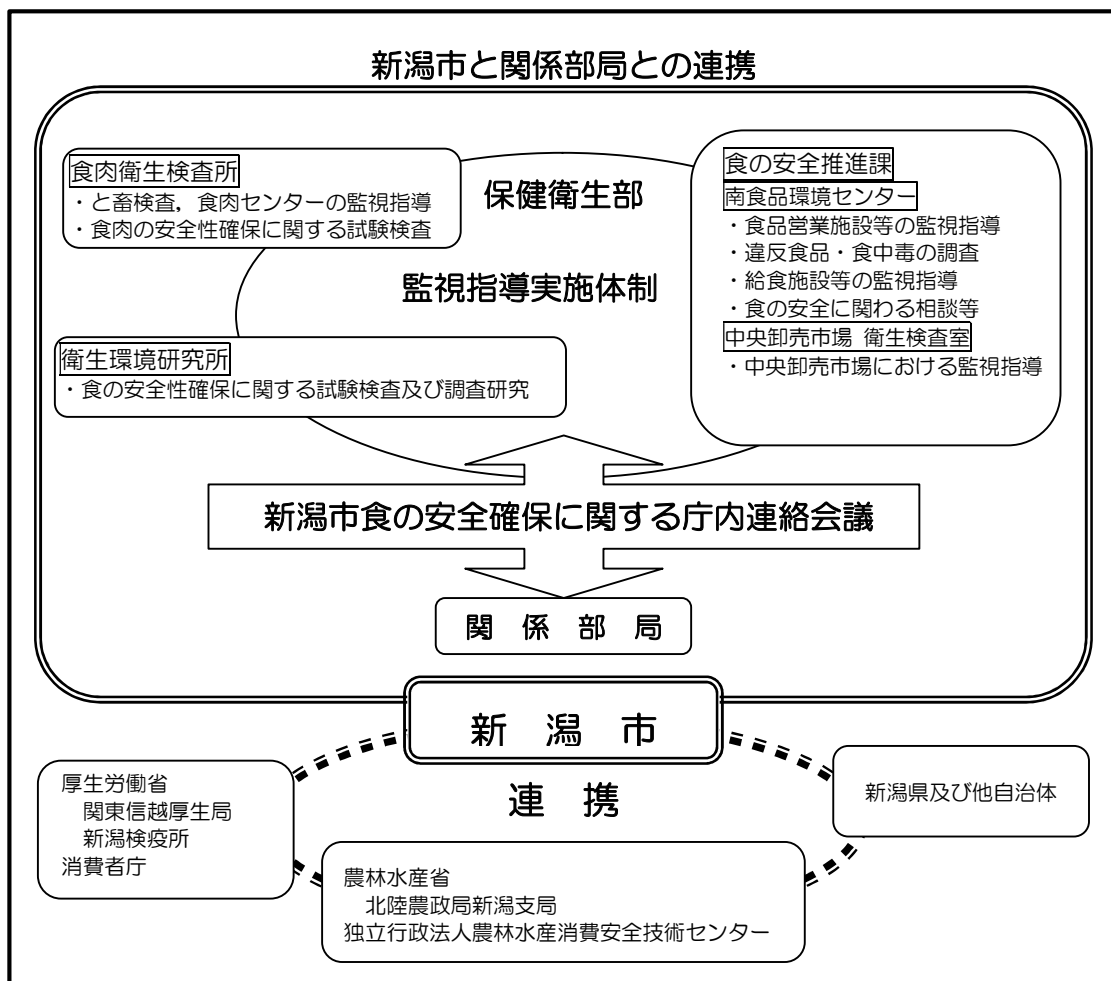 新潟市と関係部局との連携
食肉衛生検査所
・と畜検査，食肉センターの監視指導
・食肉の安全性確保に関する試験検査
保健衛生部
監視指導実施体制
食の安全推進課
南食品環境センター
・食品営業施設等の監視指導
・違反食品・食中毒の調査
・給食施設等の監視指導
・食の安全に関わる相談等
中央卸売市場 衛生検査室
・中央卸売市場における監視指導
衛生環境研究所
・食の安全性確保に関する試験検査及び調査研究
新潟市食の安全確保に関する庁内連絡会議
関 係 部 局
新 潟 市
連 携
厚生労働省
関東信越厚生局
新潟検疫所
消費者庁
農林水産省
北陸農政局新潟支局
独立行政法人農林水産消費安全技術センター
新潟県及び他自治体